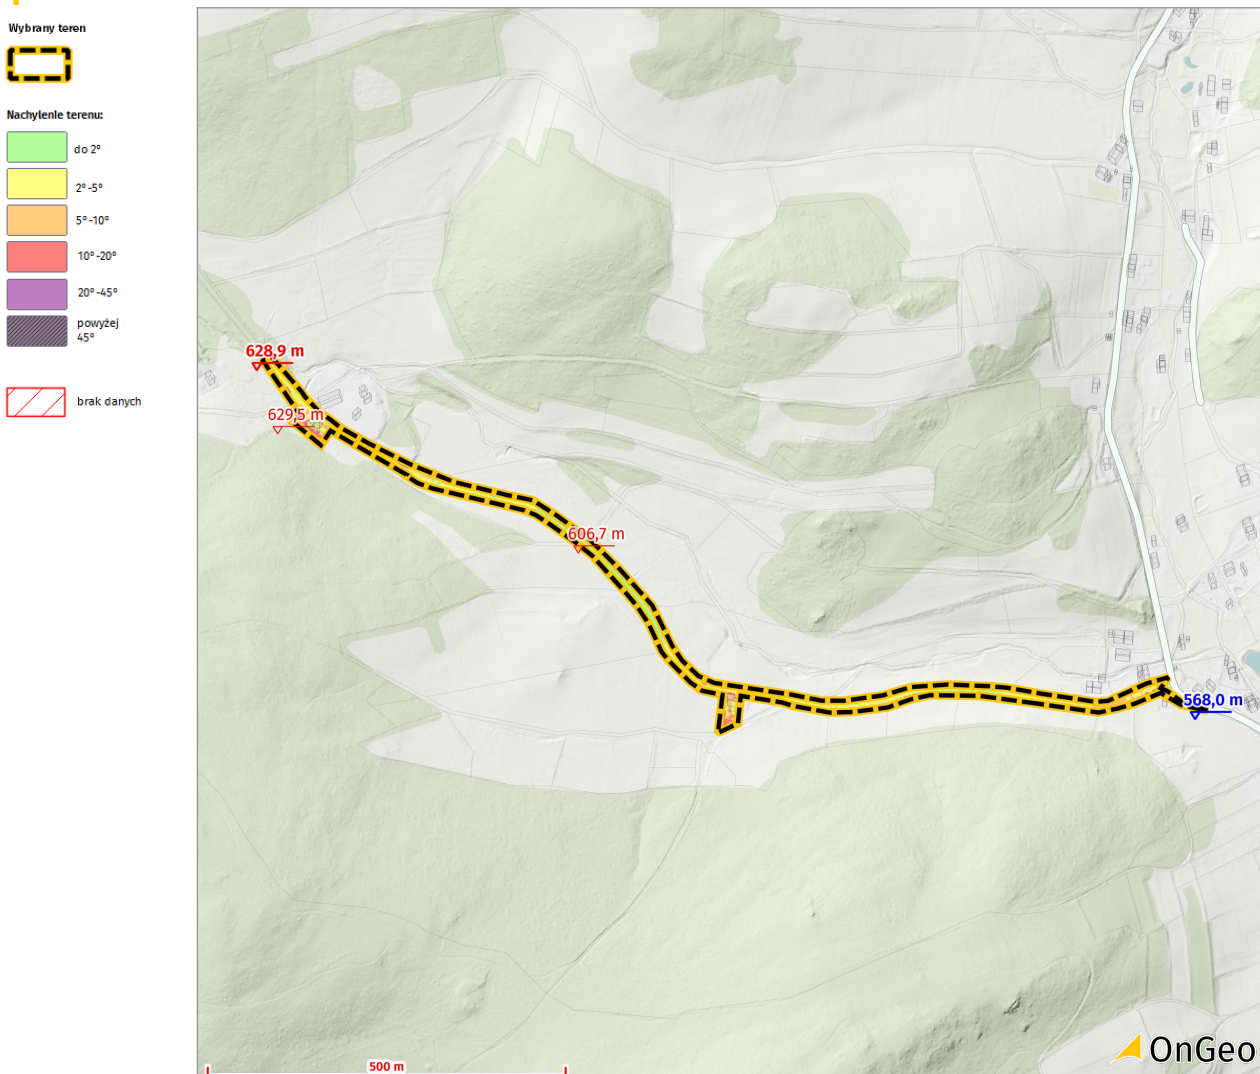 Wybrany teren
Nachylenie terenu:
do 2°
2°-5°
5°-10°
10°-20°
20°-45°
powyżej
45°
brak danych
628,9 m
629,5 m
606,7 m
568,0 m
500 m
OnGeo